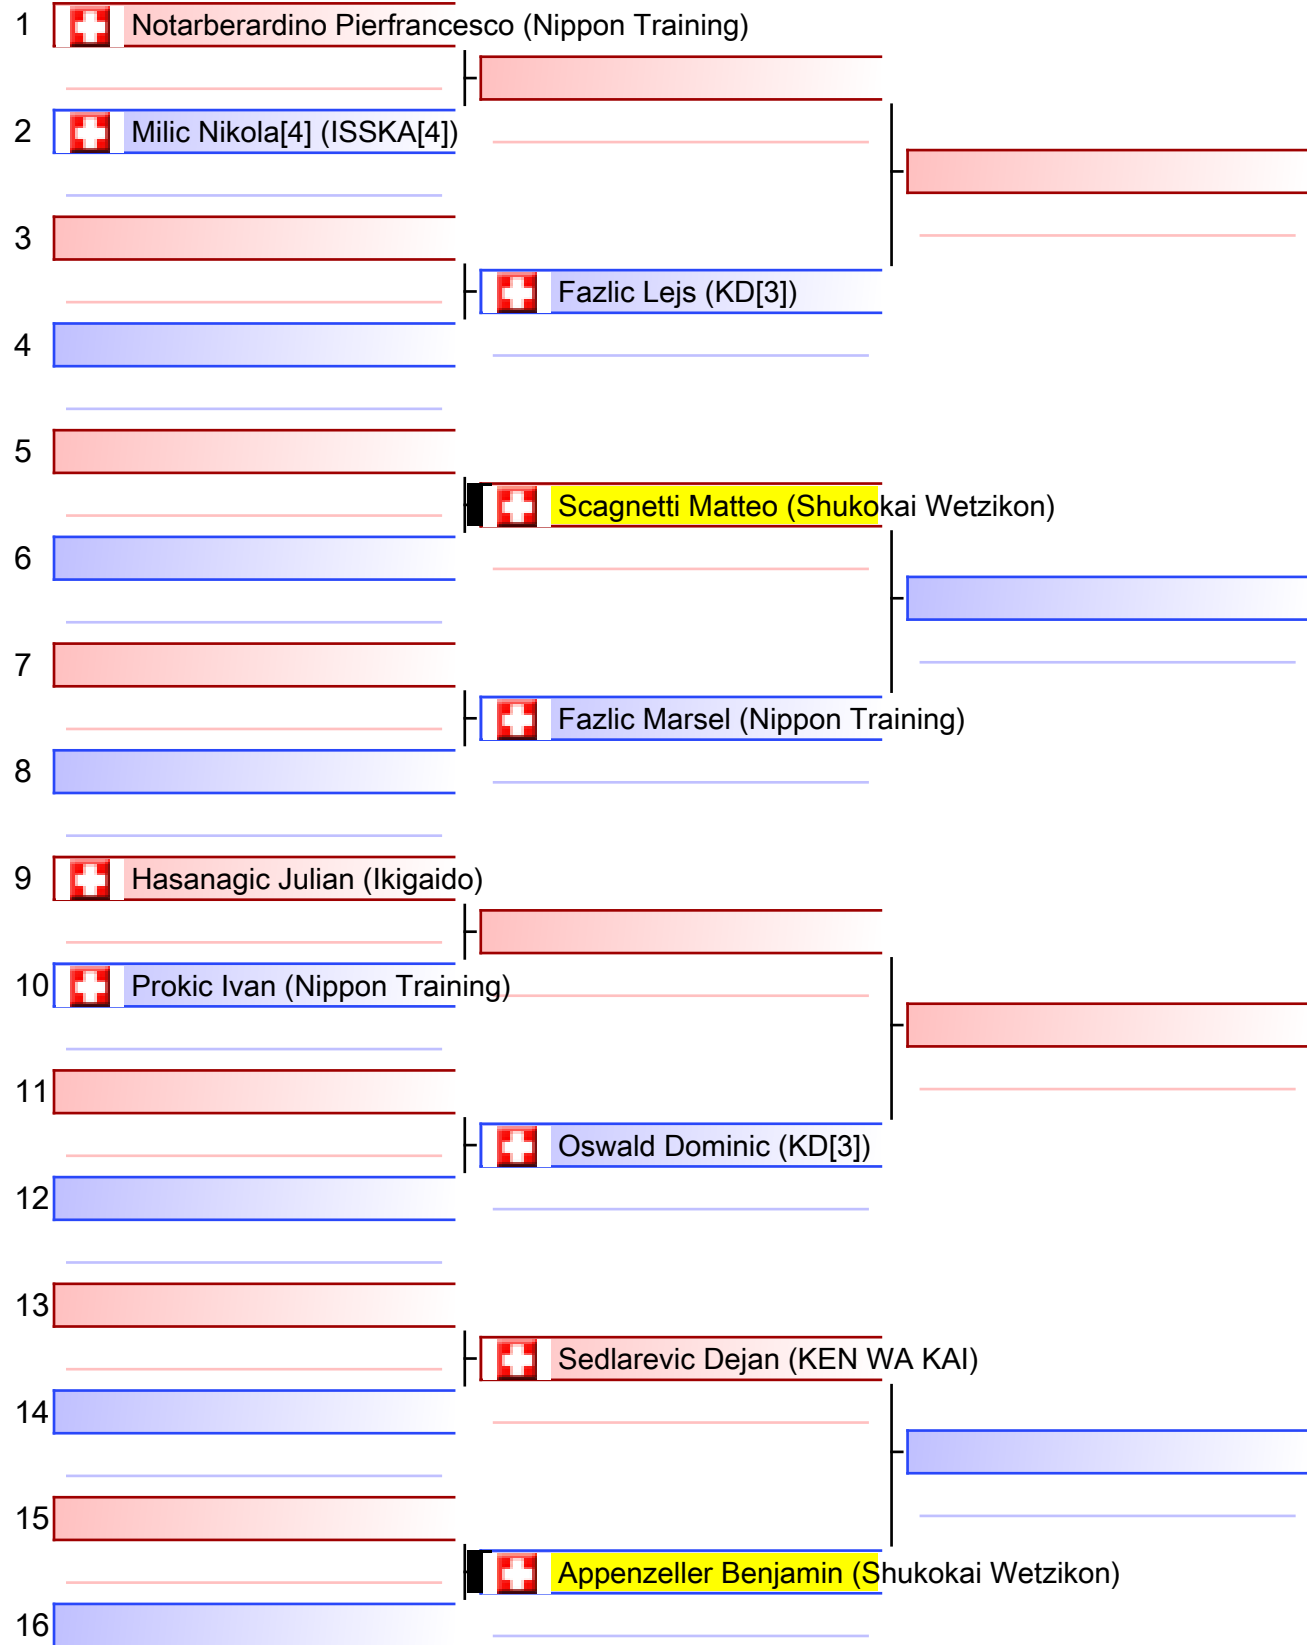 1 Notarberardino Pierfrancesco (Nippon Training)
2 Milic Nikola[4] (ISSKA[4])
3
Fazlic Lejs (KD[3])
4
5
Scagnetti Matteo (Shukokai Wetzikon)
6
7
Fazlic Marsel (Nippon Training)
8
9 Hasanagic Julian (Ikigaido)
10 Prokic Ivan (Nippon Training)
11
Oswald Dominic (KD[3])
12
13
Sedlarevic Dejan (KEN WA KAI)
14
15
Appenzeller Benjamin (Shukokai Wetzikon)
16